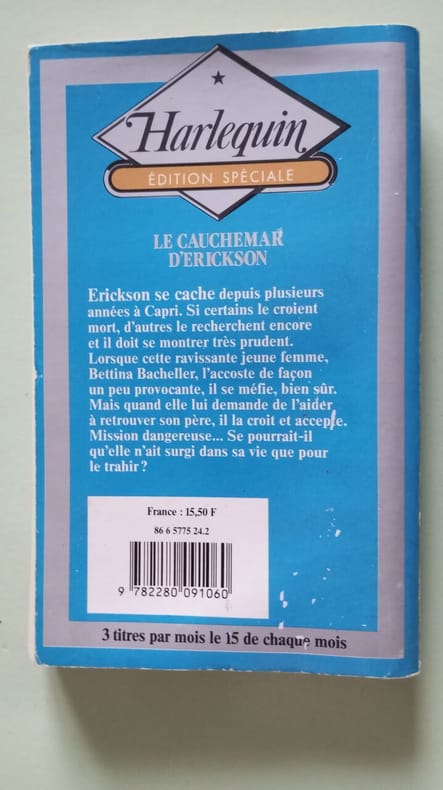 Harlequin
ÉDITION SPÉCIALE
LE CAUCHEMAR
D'ERICKSON
Erickson se cache depuis plusieurs
années à Capri. Si certains le croient
mort, d'autres le recherchent encore
et il doit se montrer très prudent.
Lorsque cette ravissante jeune femme,
Bettina Bacheller, l'accoste de façon
un peu provocante, il se méfie, bien sûr.
Mais quand elle lui demande de l'aider
à retrouver son père, il la croit et accepte.
Mission dangereuse... Se pourrait-il
qu'elle n'ait surgi dans sa vie que pour
le trahir ?
France : 15,50 F
86 6 5775 24.2
9 782280 091060
3 titres par mois le 15 de chaque mois